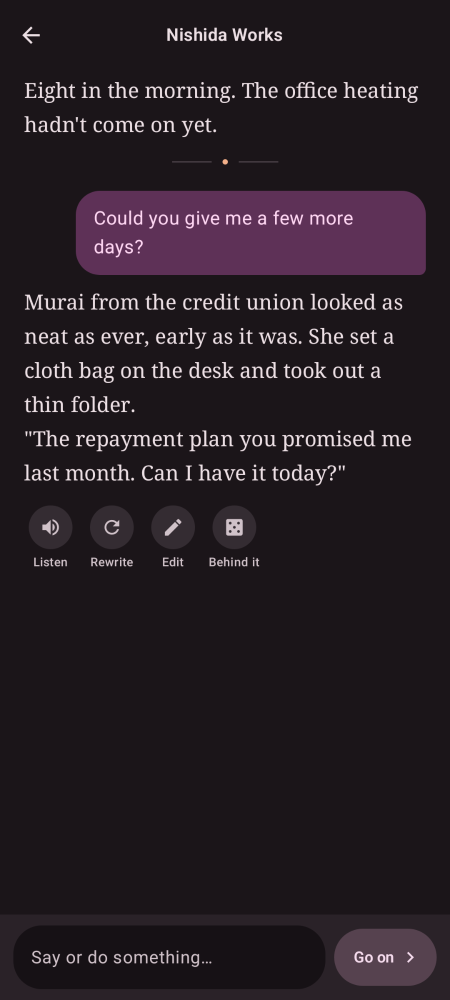 Nishida Works
Eight in the morning. The office heating
hadn't come on yet.
Could you give me a few more
days?
Murai from the credit union looked as
neat as ever, early as it was. She set a
cloth bag on the desk and took out a
thin folder.
"The repayment plan you promised me
last month. Can I have it today?"
Listen
Rewrite
Edit
Behind it
Say or do something…
Go on